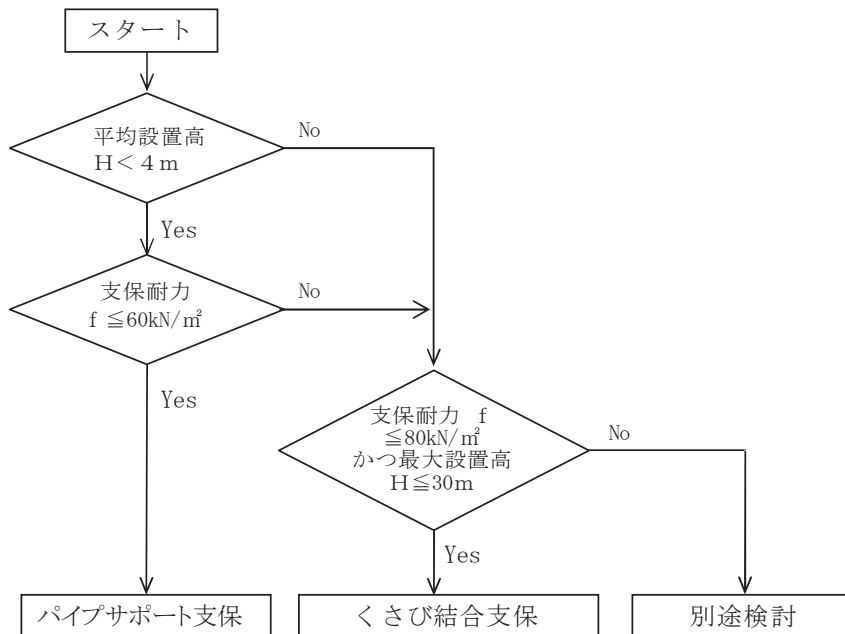 スタート
平均設置高
H<4m
No
Yes
支保耐力
f ≦60kN/㎡
No
Yes
支保耐力 f
≦80kN/㎡
かつ最大設置高
H≦30m
No
Yes
パイプサポート支保
くさび結合支保
別途検討